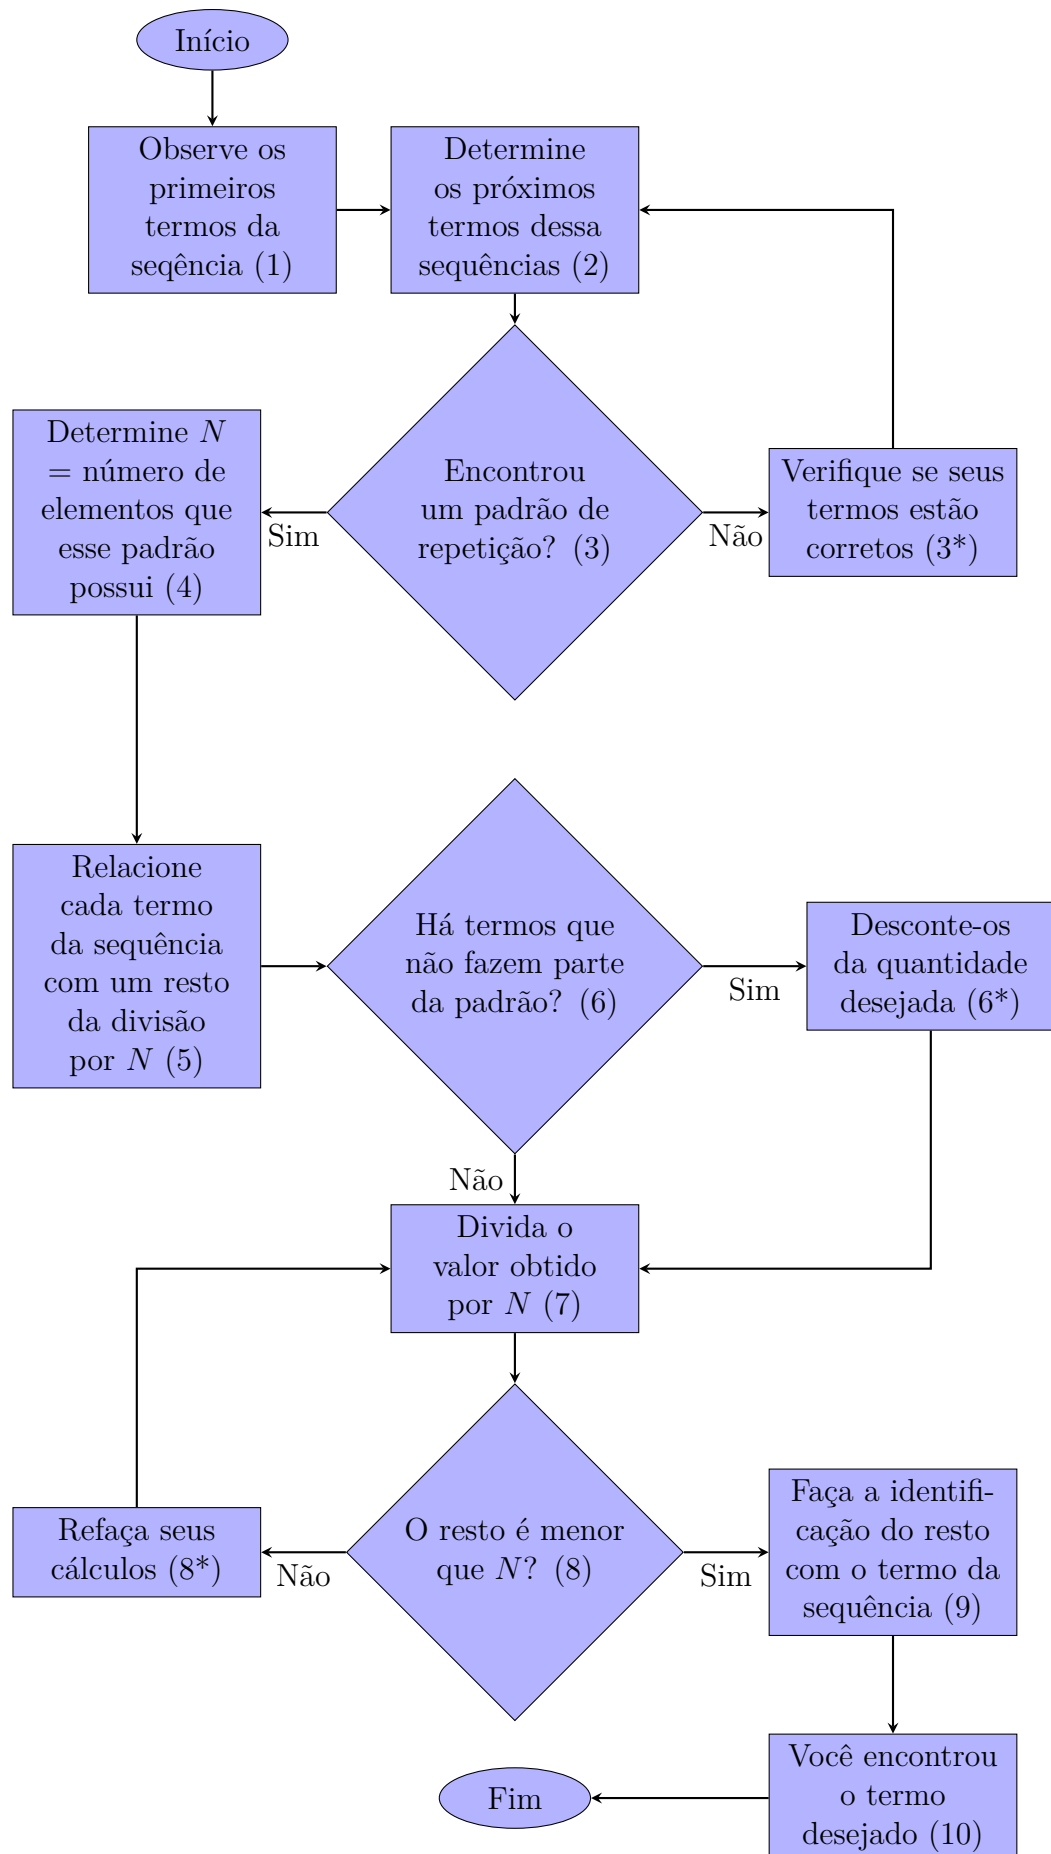 Início
Observe os
primeiros
termos da
seqência (1)
Determine
os próximos
termos dessa
sequências (2)
Encontrou
um padrão de
repetição? (3)
Sim
Não
Determine N
= número de
elementos que
esse padrão
possui (4)
Verifique se seus
termos estão
corretos (3*)
Relacione
cada termo
da sequência
com um resto
da divisão
por N (5)
Há termos que
não fazem parte
da padrão? (6)
Sim
Desconte-os
da quantidade
desejada (6*)
Não
Divida o
valor obtido
por N (7)
O resto é menor
que N? (8)
Não
Refaça seus
cálculos (8*)
Sim
Faça a identifi-
cação do resto
com o termo da
sequência (9)
Você encontrou
o termo
desejado (10)
Fim